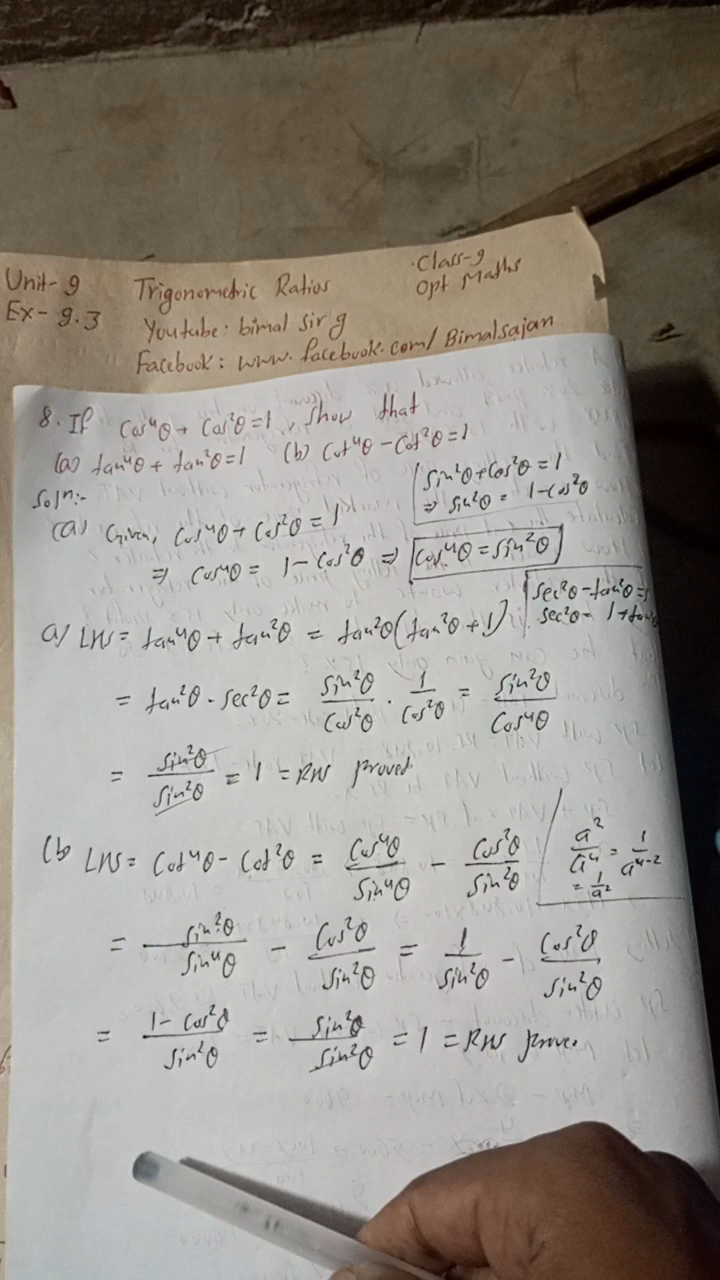 Unit-9 Trigonometric Ratios Class-9
Ex-9.3 Youtube: bimal sir g Opt Maths
Facebook: www.facebook.com/Bimalsajan
8. If Cos⁴θ + Cos²θ = 1, show that
(a) tan⁴θ + tan²θ = 1 (b) Cot⁴θ - Cot²θ = 1
Soln:-
(a) Given, Cos⁴θ + Cos²θ = 1
Sin²θ + Cos²θ = 1
⇒ Sin²θ = 1 - Cos²θ
⇒ Cos⁴θ = 1 - Cos²θ ⇒ Cos⁴θ = Sin²θ
a) LHS = tan⁴θ + tan²θ = tan²θ(tan²θ + 1)
Sec²θ - tan²θ =
Sec²θ = 1 + tan²
= tan²θ · Sec²θ = Sin²θ/Cos²θ · 1/Cos²θ = Sin²θ/Cos⁴θ
= Sin²θ/Sin²θ = 1 = RHS proved.
(b) LHS = Cot⁴θ - Cot²θ = Cos⁴θ/Sin⁴θ - Cos²θ/Sin²θ
a²/a⁴ = 1/a⁴⁻²
= 1/a²
= Sin²θ/Sin⁴θ - Cos²θ/Sin²θ = 1/Sin²θ - Cos²θ/Sin²θ
= 1 - Cos²θ/Sin²θ = Sin²θ/Sin²θ = 1 = RHS prove.